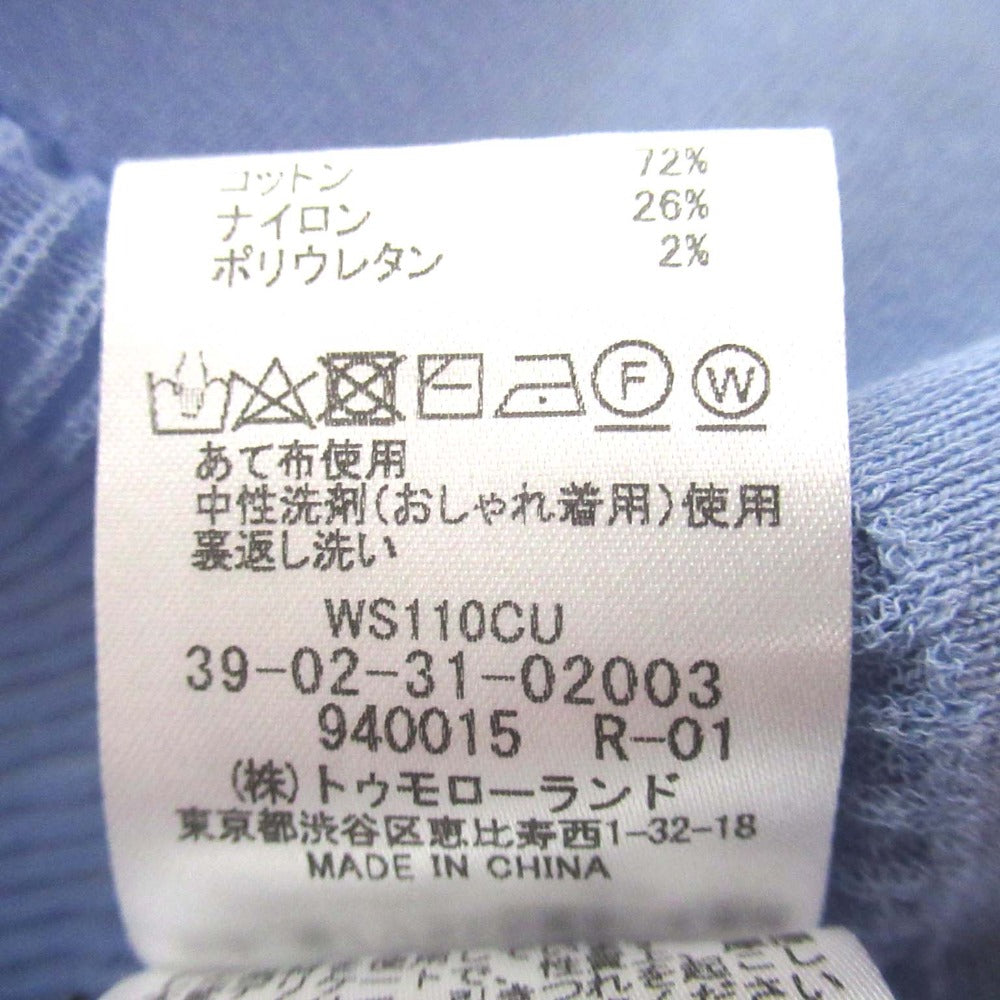 コットン 72%
ナイロン 26%
ポリウレタン 2%
F W
あて布使用
中性洗剤(おしゃれ着用)使用
裏返し洗い
WS110CU
39-02-31-02003
940015 R-01
(株)トゥモローランド
東京都渋谷区恵比寿西1-32-18
MADE IN CHINA